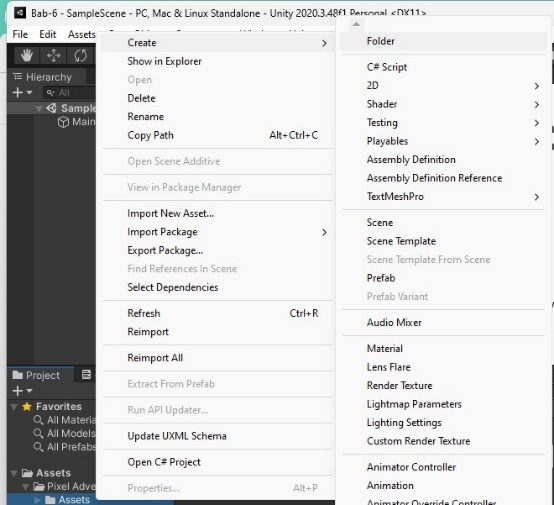 Bab-6 - SampleScene - PC, Mac & Linux Standalone - Unity 2020.3.48f1 Personal <DX11>
File Edit Assets
Hierarchy
All
Sample
Main
Create
Show in Explorer
Open
Delete
Rename
Copy Path Alt+Ctrl+C
Open Scene Additive
View in Package Manager
Import New Asset...
Import Package
Export Package...
Find References In Scene
Select Dependencies
Refresh Ctrl+R
Reimport
Reimport All
Extract From Prefab
Run API Updater...
Update UXML Schema
Open C# Project
Properties... Alt+P
Folder
C# Script
2D
Shader
Testing
Playables
Assembly Definition
Assembly Definition Reference
TextMeshPro
Scene
Scene Template
Scene Template From Scene
Prefab
Prefab Variant
Audio Mixer
Material
Lens Flare
Render Texture
Lightmap Parameters
Lighting Settings
Custom Render Texture
Animator Controller
Animation
Animator Override Controller
Project
Favorites
All Materia
All Models
All Prefabs
Assets
Pixel Adve
Assets